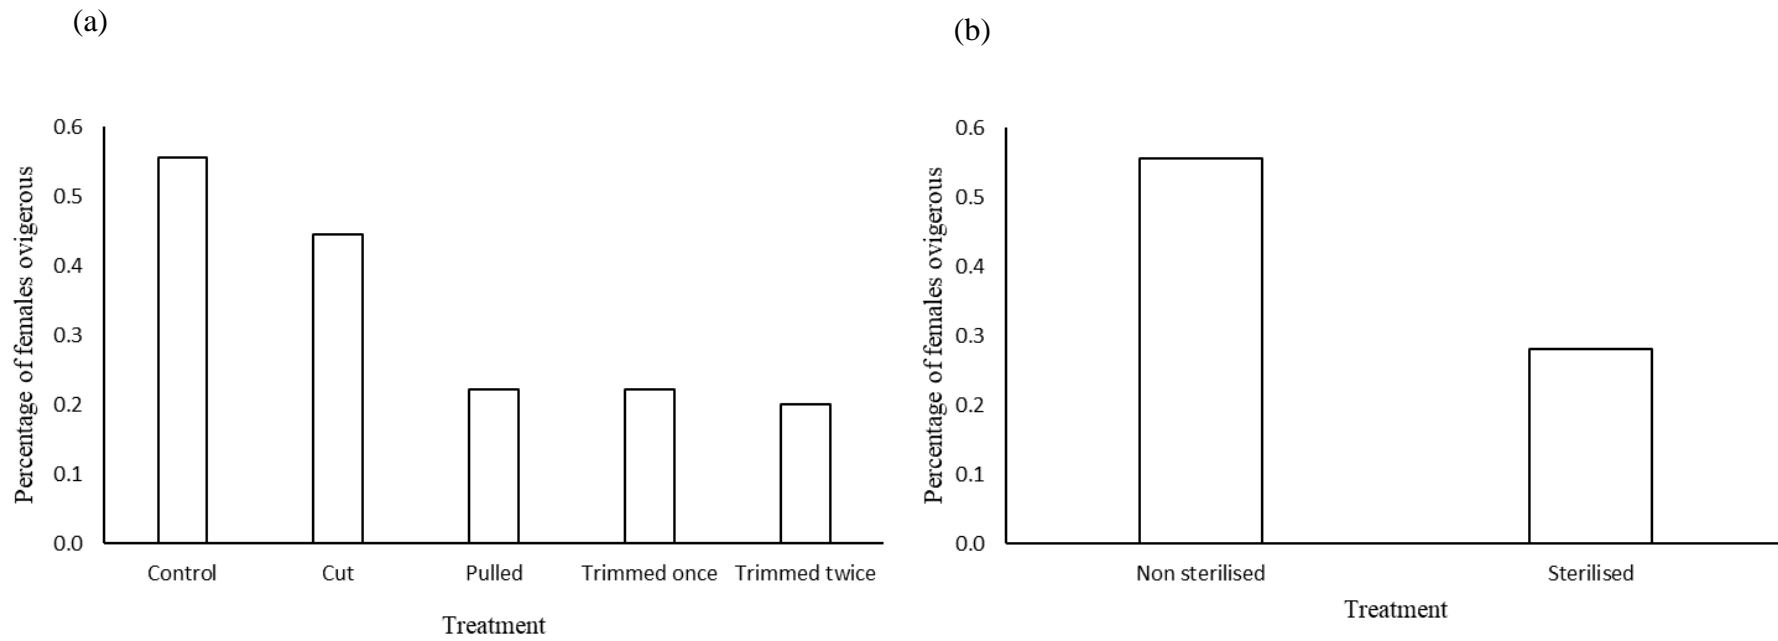 (a)
Percentage of females ovigerous
0.6
0.5
0.4
0.3
0.2
0.1
0.0
Control Cut Pulled Trimmed once Trimmed twice
Treatment
(b)
Percentage of females ovigerous
0.6
0.5
0.4
0.3
0.2
0.1
0.0
Non sterilised Sterilised
Treatment